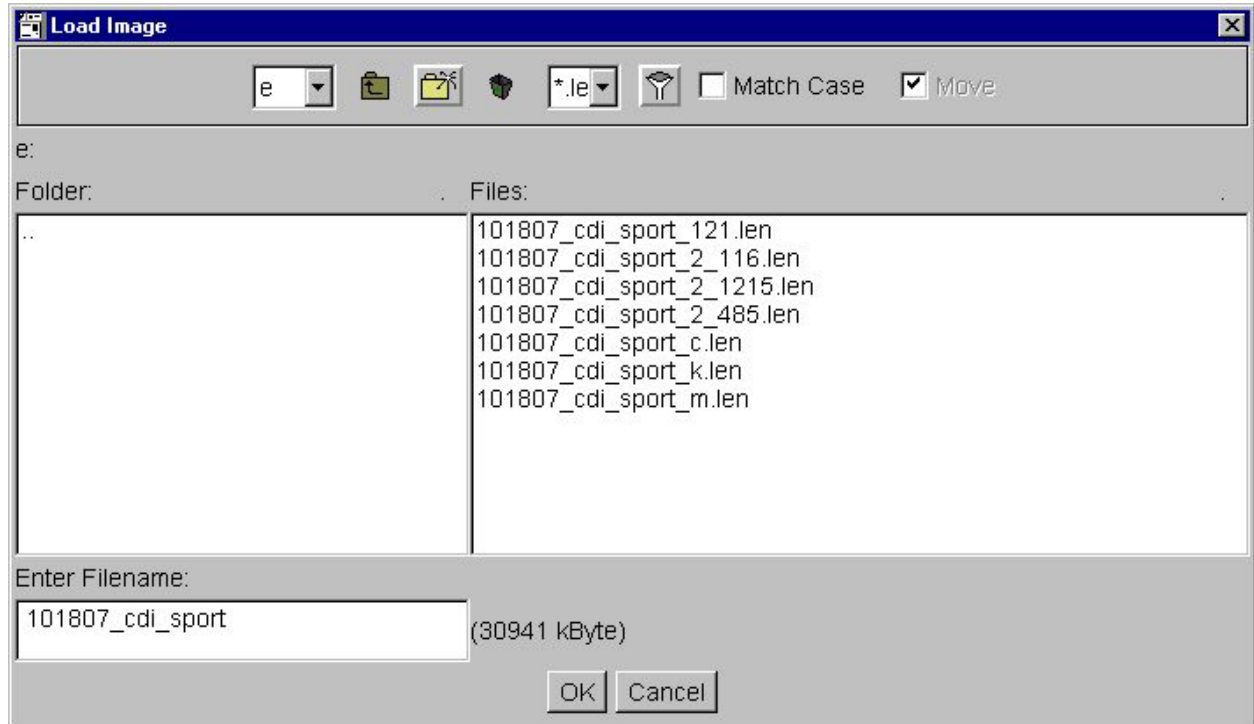 Load Image
e *.le Match Case Move
e:
Folder: . Files: .
..
101807_cdi_sport_121.len
101807_cdi_sport_2_116.len
101807_cdi_sport_2_1215.len
101807_cdi_sport_2_485.len
101807_cdi_sport_c.len
101807_cdi_sport_k.len
101807_cdi_sport_m.len
Enter Filename:
101807_cdi_sport (30941 kByte)
OK Cancel